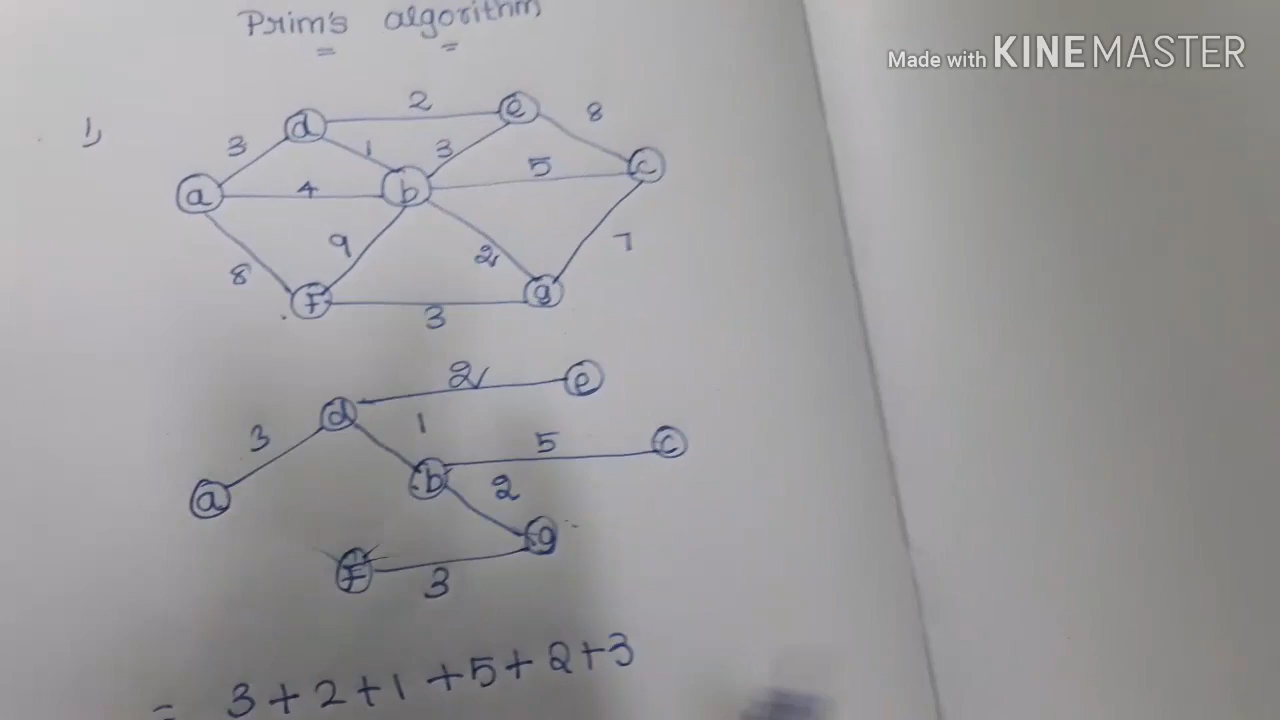 Prim's algorithm
Made with KINEMASTER
1,
2
d e 8
3 1 3 5 c
a 4 b
9 2
8 7
F g
3
2 e
d 1
3 5 c
b 2
a
g
F 3
= 3+2+1+5+2+3